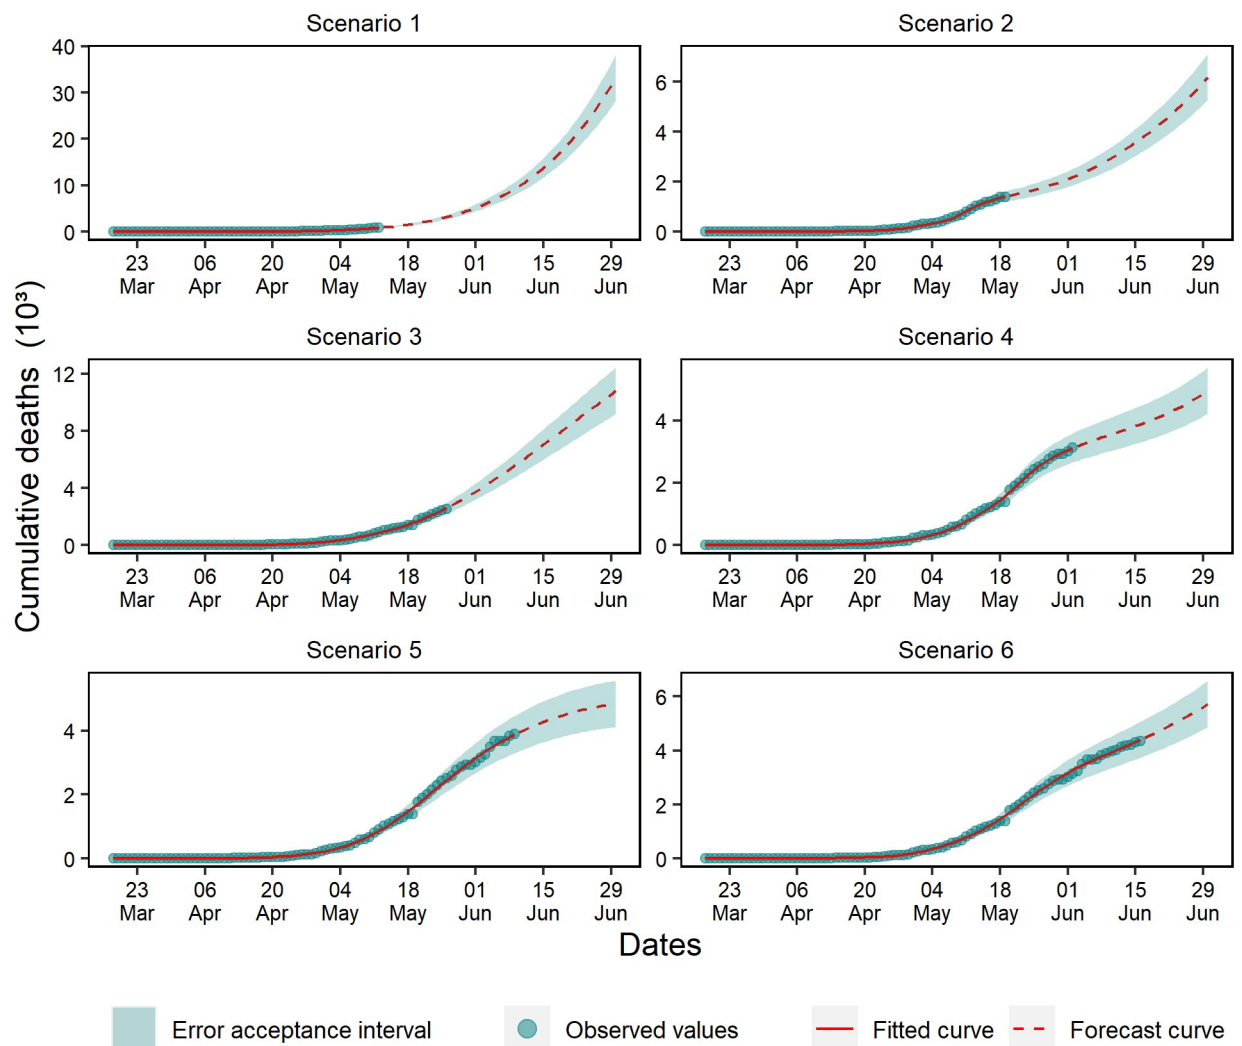 Scenario 1
Scenario 2
40
30
20
10
0
6
4
2
0
23 06 20 04 18 01 15 29
Mar Apr Apr May May Jun Jun Jun
23 06 20 04 18 01 15 29
Mar Apr Apr May May Jun Jun Jun
Cumulative deaths (10³)
Scenario 3
Scenario 4
12
8
4
0
4
2
0
23 06 20 04 18 01 15 29
Mar Apr Apr May May Jun Jun Jun
23 06 20 04 18 01 15 29
Mar Apr Apr May May Jun Jun Jun
Scenario 5
Scenario 6
4
2
0
6
4
2
0
23 06 20 04 18 01 15 29
Mar Apr Apr May May Jun Jun Jun
23 06 20 04 18 01 15 29
Mar Apr Apr May May Jun Jun Jun
Dates
Error acceptance interval
Observed values
Fitted curve
Forecast curve